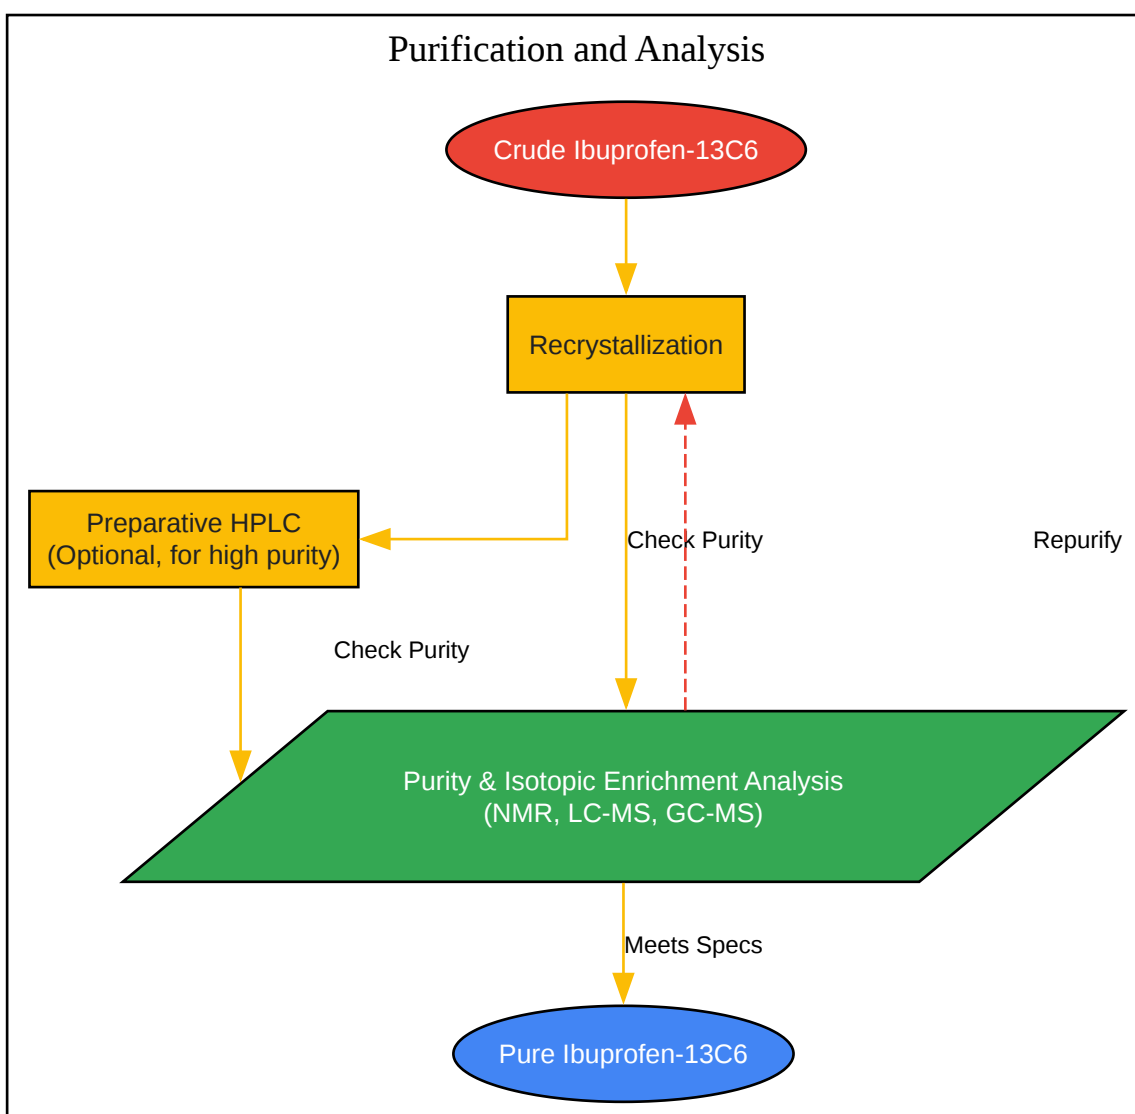 Purification and Analysis
Crude Ibuprofen-13C6
Recrystallization
Preparative HPLC
(Optional, for high purity)
Check Purity
Repurify
Check Purity
Purity & Isotopic Enrichment Analysis
(NMR, LC-MS, GC-MS)
Meets Specs
Pure Ibuprofen-13C6